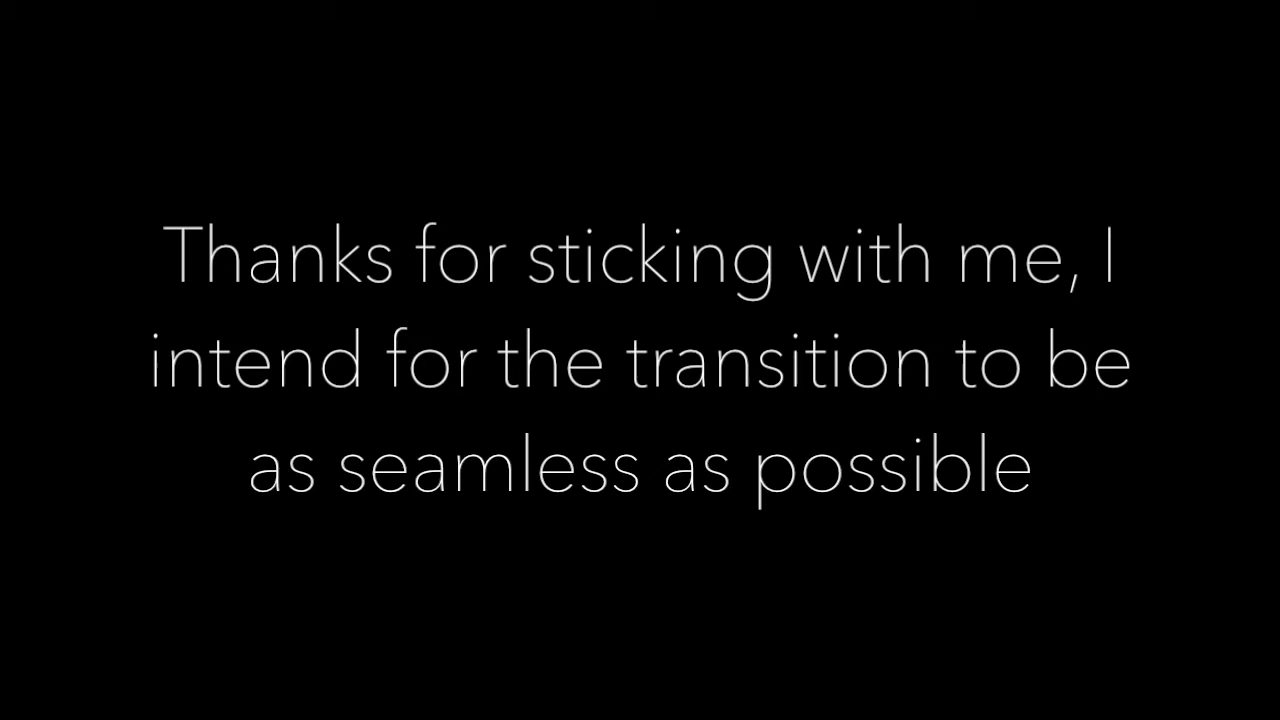 Thanks for sticking with me, I
intend for the transition to be
as seamless as possible